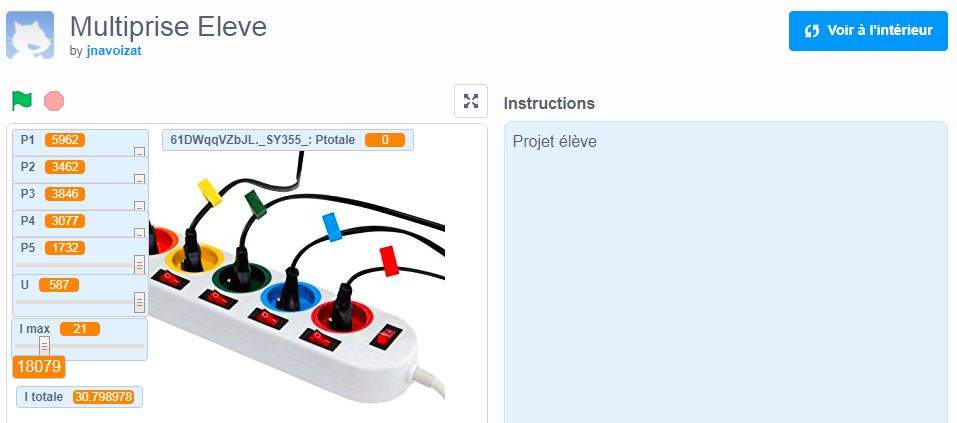 Multiprise Eleve
by jnavoizat
Voir à l'intérieur
Instructions
Projet élève
P1 5962
61DWqqVZbJL._SY355_: Ptotale 0
P2 3462
P3 3846
P4 3077
P5 1732
U 587
I max 21
18079
I totale 30.798978